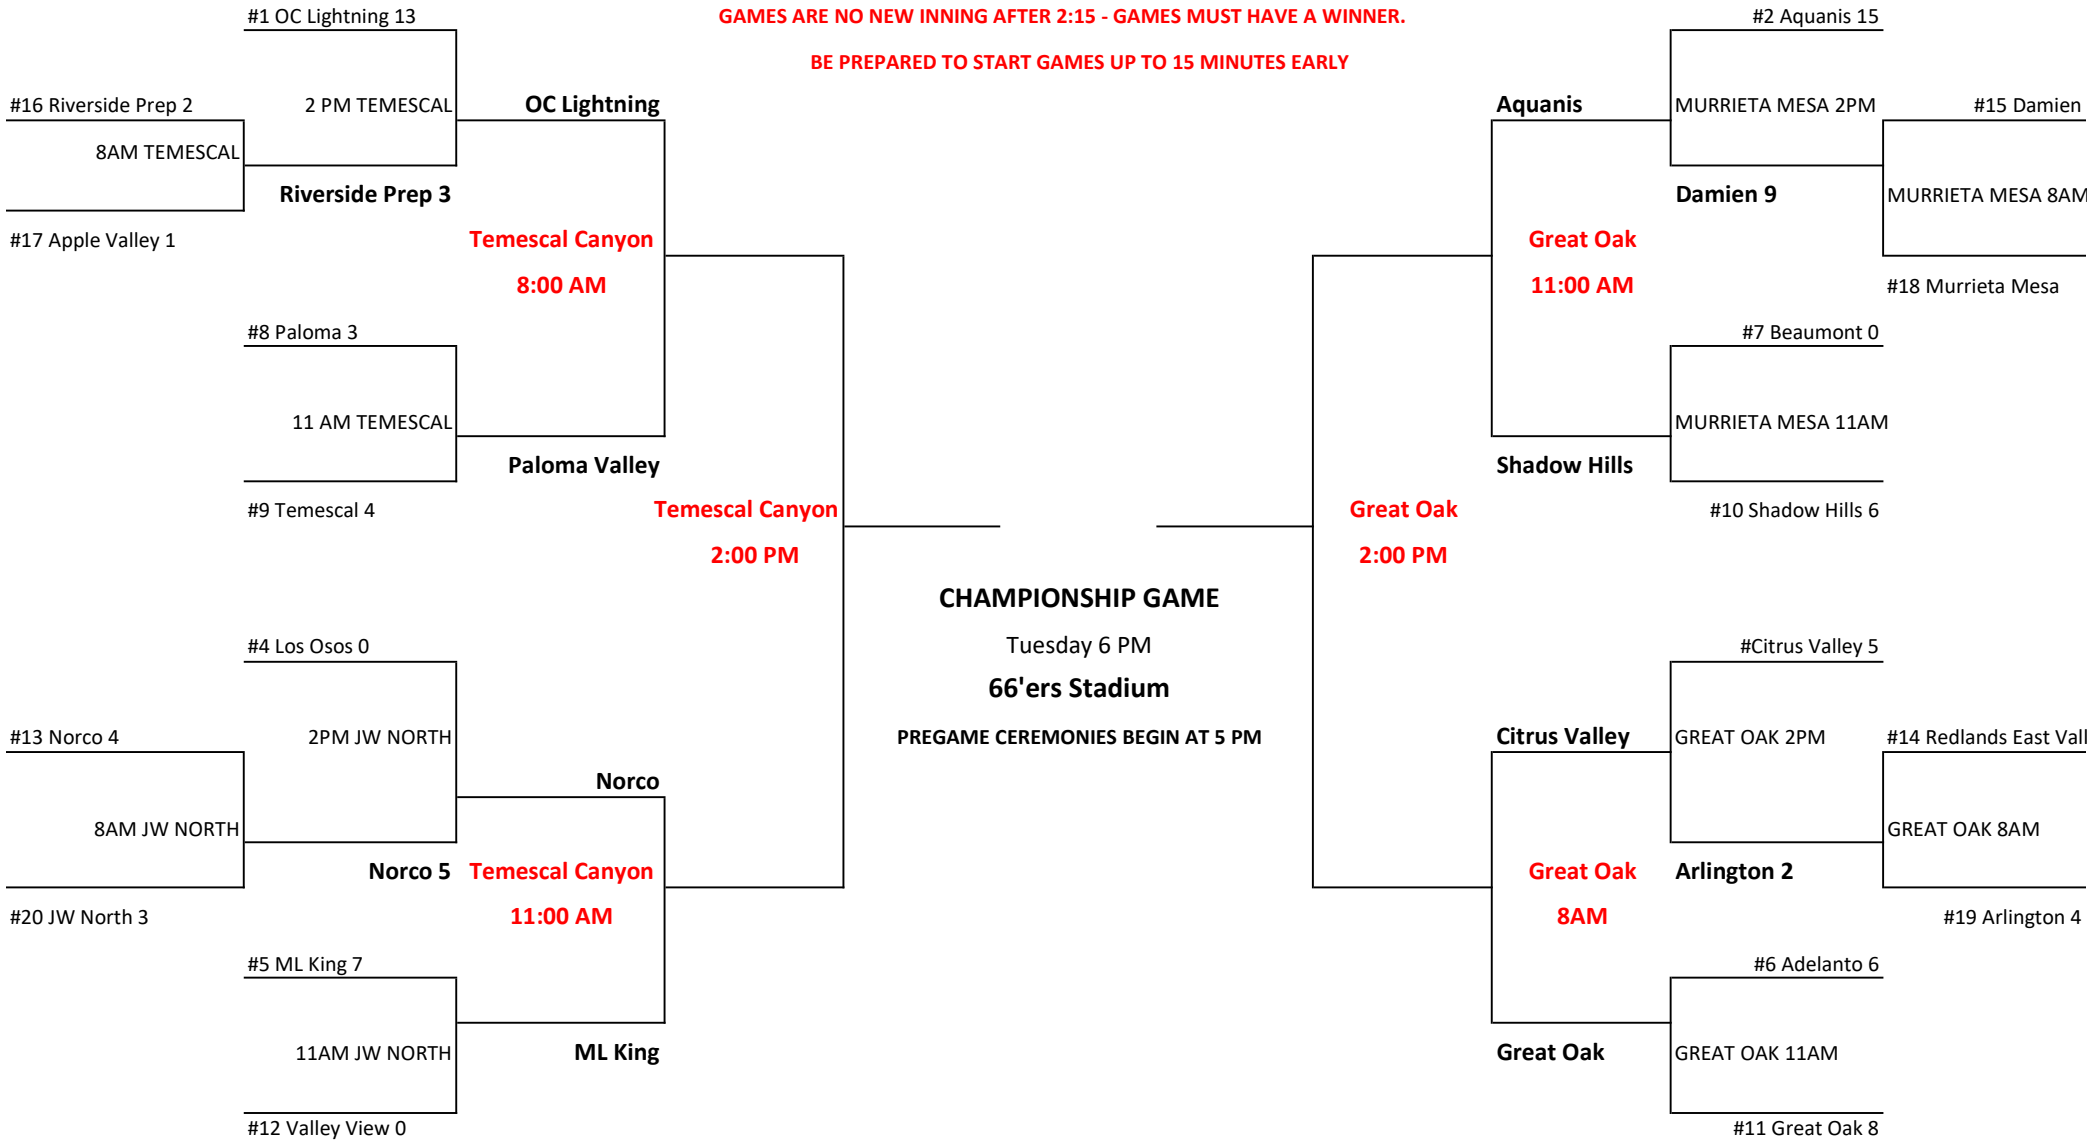 #1 OC Lightning 13
GAMES ARE NO NEW INNING AFTER 2:15 - GAMES MUST HAVE A WINNER.
#2 Aquanis 15
BE PREPARED TO START GAMES UP TO 15 MINUTES EARLY
#16 Riverside Prep 2
2 PM TEMESCAL
OC Lightning
Aquanis
MURRIETA MESA 2PM
#15 Damien
8AM TEMESCAL
Riverside Prep 3
Damien 9
MURRIETA MESA 8AM
#17 Apple Valley 1
Temescal Canyon
Great Oak
8:00 AM
11:00 AM
#18 Murrieta Mesa
#8 Paloma 3
#7 Beaumont 0
11 AM TEMESCAL
MURRIETA MESA 11AM
Paloma Valley
Shadow Hills
#9 Temescal 4
Temescal Canyon
Great Oak
#10 Shadow Hills 6
2:00 PM
2:00 PM
CHAMPIONSHIP GAME
#4 Los Osos 0
Tuesday 6 PM
#Citrus Valley 5
66'ers Stadium
#13 Norco 4
2PM JW NORTH
PREGAME CEREMONIES BEGIN AT 5 PM
Citrus Valley
GREAT OAK 2PM
#14 Redlands East Vall
Norco
8AM JW NORTH
GREAT OAK 8AM
Norco 5
Temescal Canyon
Great Oak
Arlington 2
#20 JW North 3
11:00 AM
8AM
#19 Arlington 4
#5 ML King 7
#6 Adelanto 6
11AM JW NORTH
ML King
Great Oak
GREAT OAK 11AM
#12 Valley View 0
#11 Great Oak 8